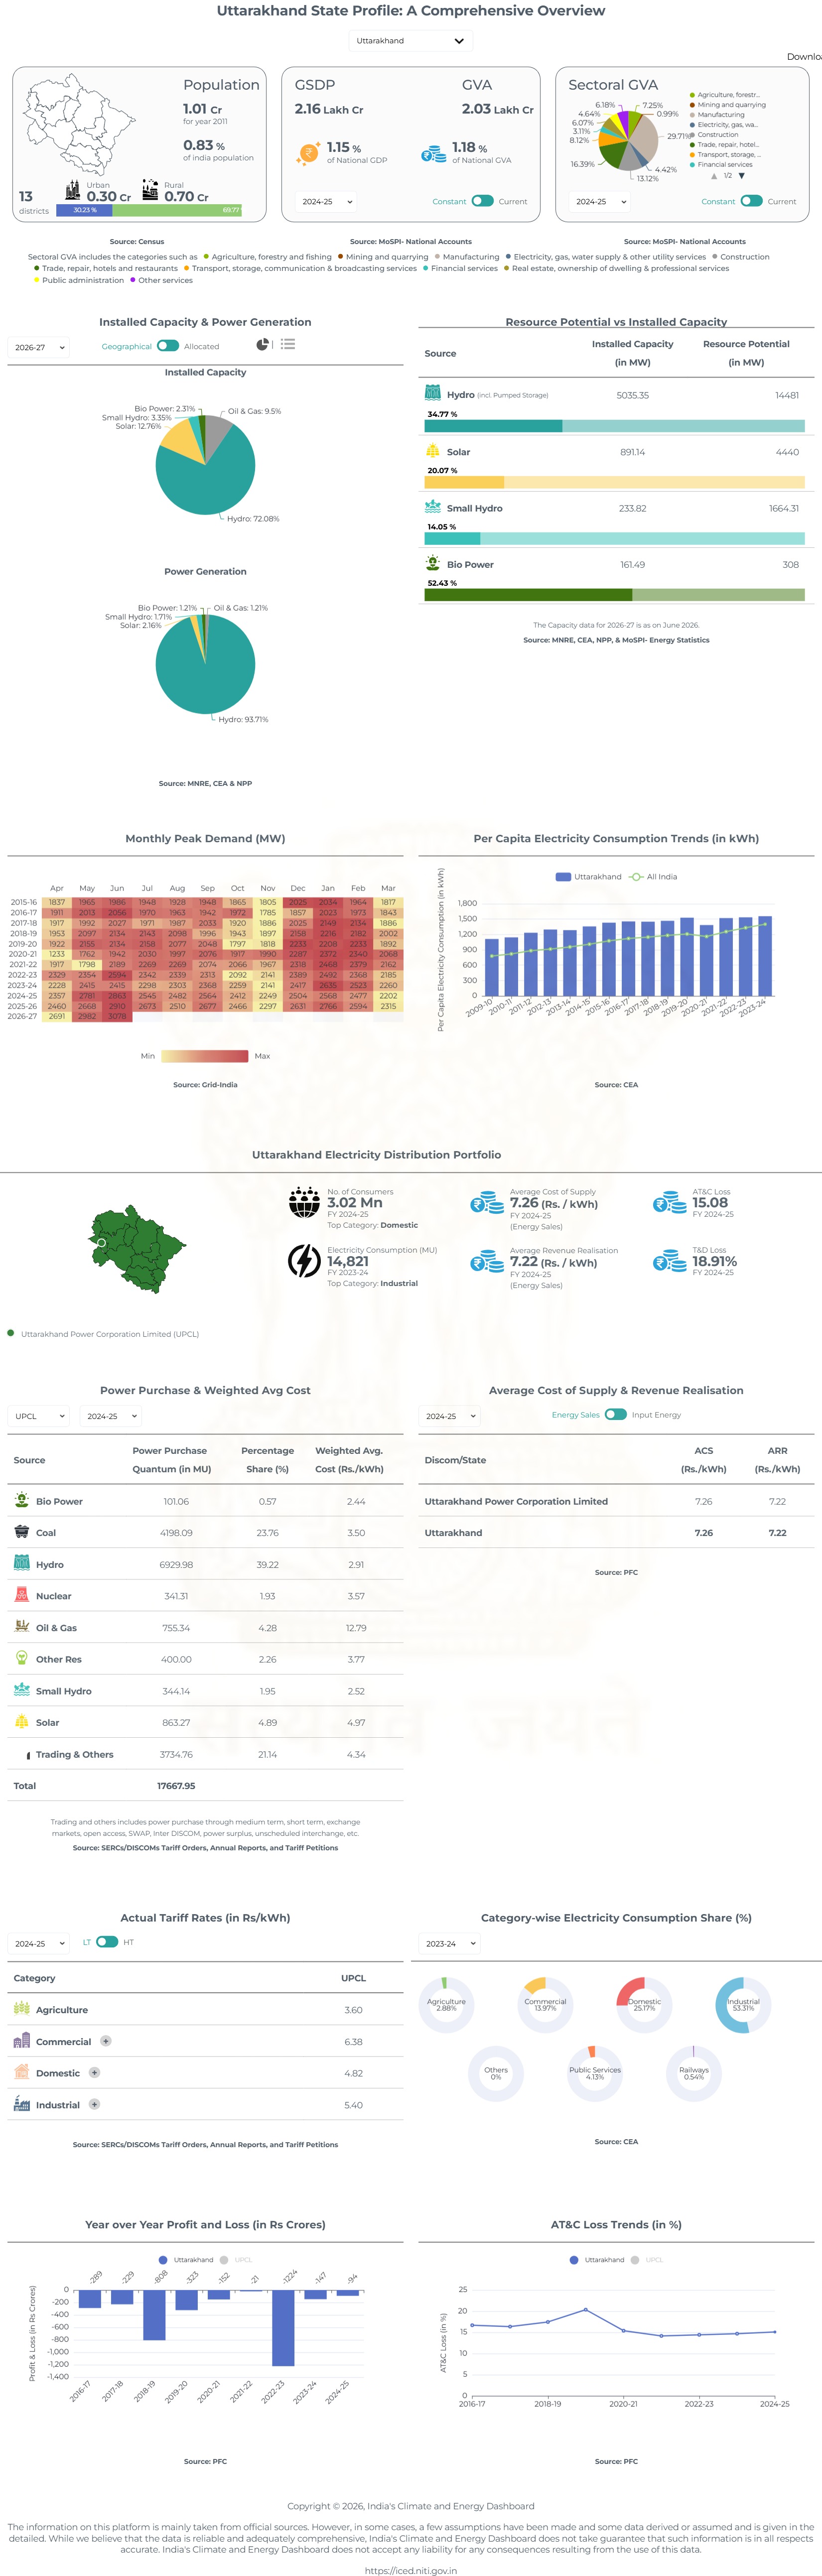 Uttarakhand State Profile: A Comprehensive Overview
Uttarakhand
Downlo
Population
1.01 Cr
for year 2011
0.83 %
of india population
Urban
0.30 Cr
Rural
0.70 Cr
13
districts
30.23 %
69.77
GSDP
GVA
2.16 Lakh Cr
2.03 Lakh Cr
1.15 %
of National GDP
1.18 %
of National GVA
2024-25
Constant
Current
Sectoral GVA
6.18%
7.25%
4.64%
0.99%
6.07%
3.11%
29.71%
8.12%
16.39%
4.42%
13.12%
Agriculture, forestr...
Mining and quarrying
Manufacturing
Electricity, gas, wa...
Construction
Trade, repair, hotel...
Transport, storage, ...
Financial services
1/2
2024-25
Constant
Current
Source: Census
Source: MoSPI- National Accounts
Source: MoSPI- National Accounts
Sectoral GVA includes the categories such as Agriculture, forestry and fishing Mining and quarrying Manufacturing Electricity, gas, water supply & other utility services Construction
Trade, repair, hotels and restaurants Transport, storage, communication & broadcasting services Financial services Real estate, ownership of dwelling & professional services
Public administration Other services
Installed Capacity & Power Generation
2026-27
Geographical
Allocated
Installed Capacity
Bio Power: 2.31%
Oil & Gas: 9.5%
Small Hydro: 3.35%
Solar: 12.76%
Hydro: 72.08%
Power Generation
Bio Power: 1.21%
Oil & Gas: 1.21%
Small Hydro: 1.71%
Solar: 2.16%
Hydro: 93.71%
Source: MNRE, CEA & NPP
Resource Potential vs Installed Capacity
Source
Installed Capacity
(in MW)
Resource Potential
(in MW)
Hydro (incl. Pumped Storage) 5035.35 14481
34.77 %
Solar 891.14 4440
20.07 %
Small Hydro 233.82 1664.31
14.05 %
Bio Power 161.49 308
52.43 %
The Capacity data for 2026-27 is as on June 2026.
Source: MNRE, CEA, NPP, & MoSPI- Energy Statistics
Monthly Peak Demand (MW)
Apr May Jun Jul Aug Sep Oct Nov Dec Jan Feb Mar
2015-16 1837 1965 1986 1948 1928 1948 1865 1805 2025 2034 1964 1817
2016-17 1911 2013 2056 1970 1963 1942 1972 1785 1857 2023 1973 1843
2017-18 1917 1992 2027 1971 1987 2033 1920 1886 2025 2149 2134 1886
2018-19 1953 2097 2134 2143 2098 1996 1943 1897 2158 2216 2182 2002
2019-20 1922 2155 2134 2158 2077 2048 1797 1818 2233 2208 2233 1892
2020-21 1233 1762 1942 2030 1997 2076 1917 1990 2287 2372 2340 2068
2021-22 1917 1798 2189 2269 2269 2074 2066 1967 2318 2468 2379 2162
2022-23 2329 2354 2594 2342 2339 2313 2092 2141 2389 2492 2368 2185
2023-24 2228 2415 2415 2298 2303 2368 2259 2141 2417 2635 2523 2260
2024-25 2357 2781 2863 2545 2482 2564 2412 2249 2504 2568 2477 2202
2025-26 2460 2668 2910 2673 2510 2677 2466 2297 2631 2766 2594 2315
2026-27 2691 2982 3078
Min
Max
Source: Grid-India
Per Capita Electricity Consumption Trends (in kWh)
Uttarakhand
All India
Per Capita Electricity Consumption (in kWh)
1,800
1,500
1,200
900
600
300
0
2009-10 2010-11 2011-12 2012-13 2013-14 2014-15 2015-16 2016-17 2017-18 2018-19 2019-20 2020-21 2021-22 2022-23 2023-24
Source: CEA
Uttarakhand Electricity Distribution Portfolio
No. of Consumers
3.02 Mn
FY 2024-25
Top Category: Domestic
Average Cost of Supply
7.26 (Rs. / kWh)
FY 2024-25
(Energy Sales)
AT&C Loss
15.08
FY 2024-25
Electricity Consumption (MU)
14,821
FY 2023-24
Top Category: Industrial
Average Revenue Realisation
7.22 (Rs. / kWh)
FY 2024-25
(Energy Sales)
T&D Loss
18.91%
FY 2024-25
Uttarakhand Power Corporation Limited (UPCL)
Power Purchase & Weighted Avg Cost
UPCL
2024-25
Source
Power Purchase
Quantum (in MU)
Percentage
Share (%)
Weighted Avg.
Cost (Rs./kWh)
Bio Power 101.06 0.57 2.44
Coal 4198.09 23.76 3.50
Hydro 6929.98 39.22 2.91
Nuclear 341.31 1.93 3.57
Oil & Gas 755.34 4.28 12.79
Other Res 400.00 2.26 3.77
Small Hydro 344.14 1.95 2.52
Solar 863.27 4.89 4.97
Trading & Others 3734.76 21.14 4.34
Total 17667.95
Trading and others includes power purchase through medium term, short term, exchange
markets, open access, SWAP, Inter DISCOM, power surplus, unscheduled interchange, etc.
Source: SERCs/DISCOMs Tariff Orders, Annual Reports, and Tariff Petitions
Average Cost of Supply & Revenue Realisation
2024-25
Energy Sales
Input Energy
Discom/State
ACS
(Rs./kWh)
ARR
(Rs./kWh)
Uttarakhand Power Corporation Limited 7.26 7.22
Uttarakhand 7.26 7.22
Source: PFC
सत्यमेव जयते
Actual Tariff Rates (in Rs/kWh)
2024-25
LT
HT
Category UPCL
Agriculture 3.60
Commercial + 6.38
Domestic + 4.82
Industrial + 5.40
Source: SERCs/DISCOMs Tariff Orders, Annual Reports, and Tariff Petitions
Category-wise Electricity Consumption Share (%)
2023-24
Agriculture
2.88%
Commercial
13.97%
Domestic
25.17%
Industrial
53.31%
Others
0%
Public Services
4.13%
Railways
0.54%
Source: CEA
Year over Year Profit and Loss (in Rs Crores)
Uttarakhand
UPCL
Profit & Loss (in Rs Crores)
-289 -229 -808 -323 -152 -21 -1224 -147 -94
0
-200
-400
-600
-800
-1,000
-1,200
-1,400
2016-17 2017-18 2018-19 2019-20 2020-21 2021-22 2022-23 2023-24 2024-25
Source: PFC
AT&C Loss Trends (in %)
Uttarakhand
UPCL
AT&C Loss (in %)
25
20
15
10
5
0
2016-17 2018-19 2020-21 2022-23 2024-25
Source: PFC
Copyright © 2026, India's Climate and Energy Dashboard
The information on this platform is mainly taken from official sources. However, in some cases, a few assumptions have been made and some data derived or assumed and is given in the
detailed. While we believe that the data is reliable and adequately comprehensive, India's Climate and Energy Dashboard does not take guarantee that such information is in all respects
accurate. India's Climate and Energy Dashboard does not accept any liability for any consequences resulting from the use of this data.
https://iced.niti.gov.in